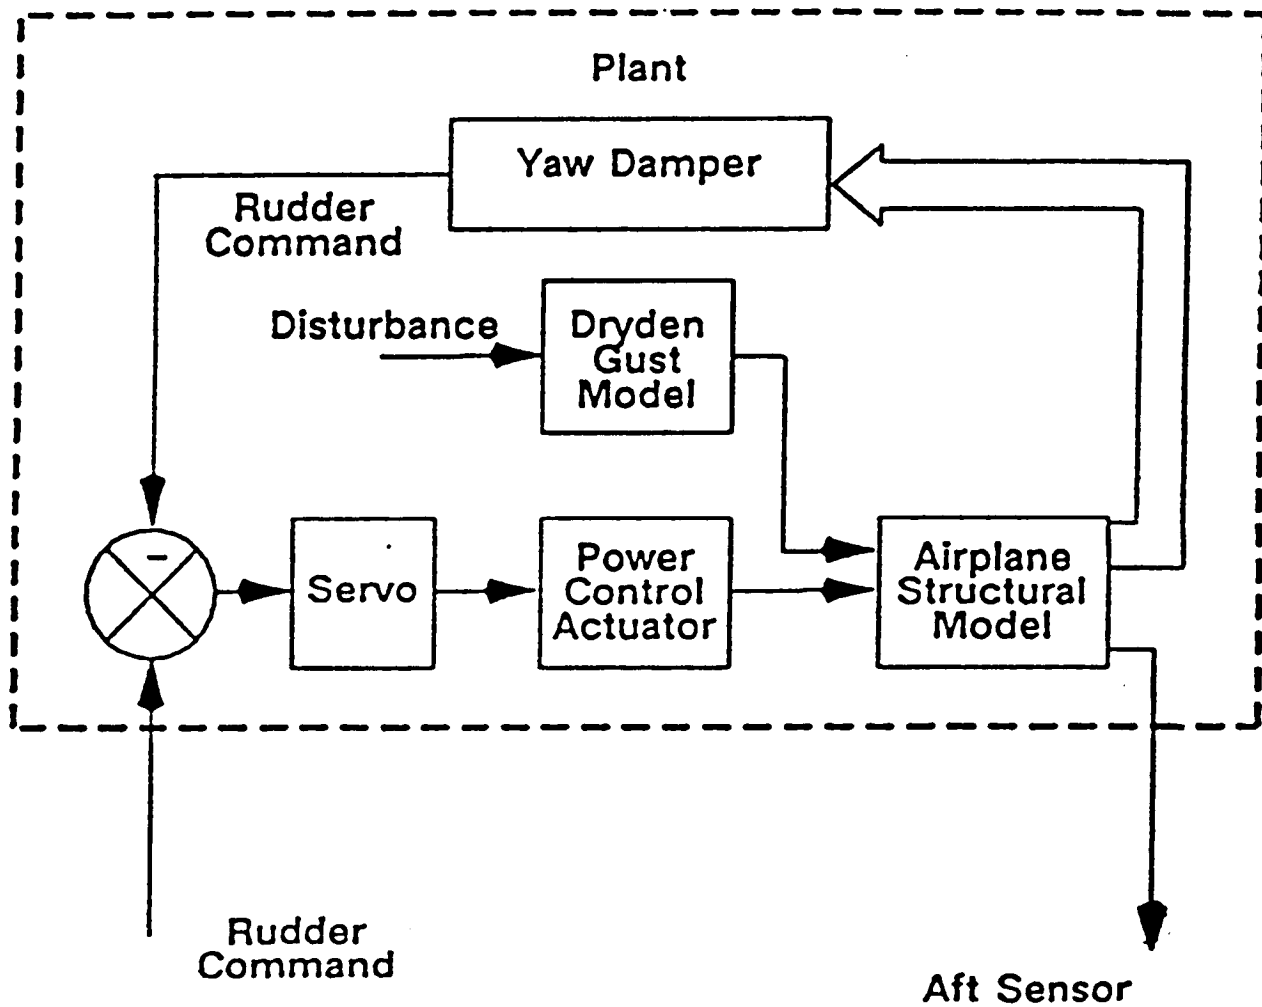 Plant
Yaw Damper
Rudder
Command
Disturbance
Dryden
Gust
Model
-
Servo
Power
Control
Actuator
Airplane
Structural
Model
Rudder
Command
Aft Sensor